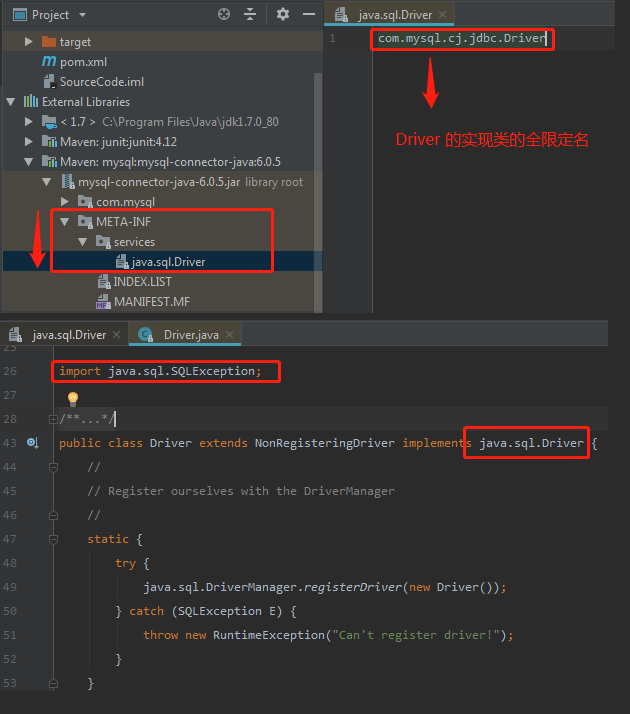 Project
java.sql.Driver
target
pom.xml
SourceCode.iml
External Libraries
< 1.7 > C:\Program Files\Java\jdk1.7.0_80
Maven: junit:junit:4.12
Maven: mysql:mysql-connector-java:6.0.5
mysql-connector-java-6.0.5.jar library root
com.mysql
META-INF
services
java.sql.Driver
INDEX.LIST
MANIFEST.MF
1 com.mysql.cj.jdbc.Driver
Driver 的实现类的全限定名
java.sql.Driver Driver.java
25
26 import java.sql.SQLException;
27
28 /**...*/
43 public class Driver extends NonRegisteringDriver implements java.sql.Driver {
44 //
45 // Register ourselves with the DriverManager
46 //
47 static {
48 try {
49 java.sql.DriverManager.registerDriver(new Driver());
50 } catch (SQLException E) {
51 throw new RuntimeException("Can't register driver!");
52 }
53 }